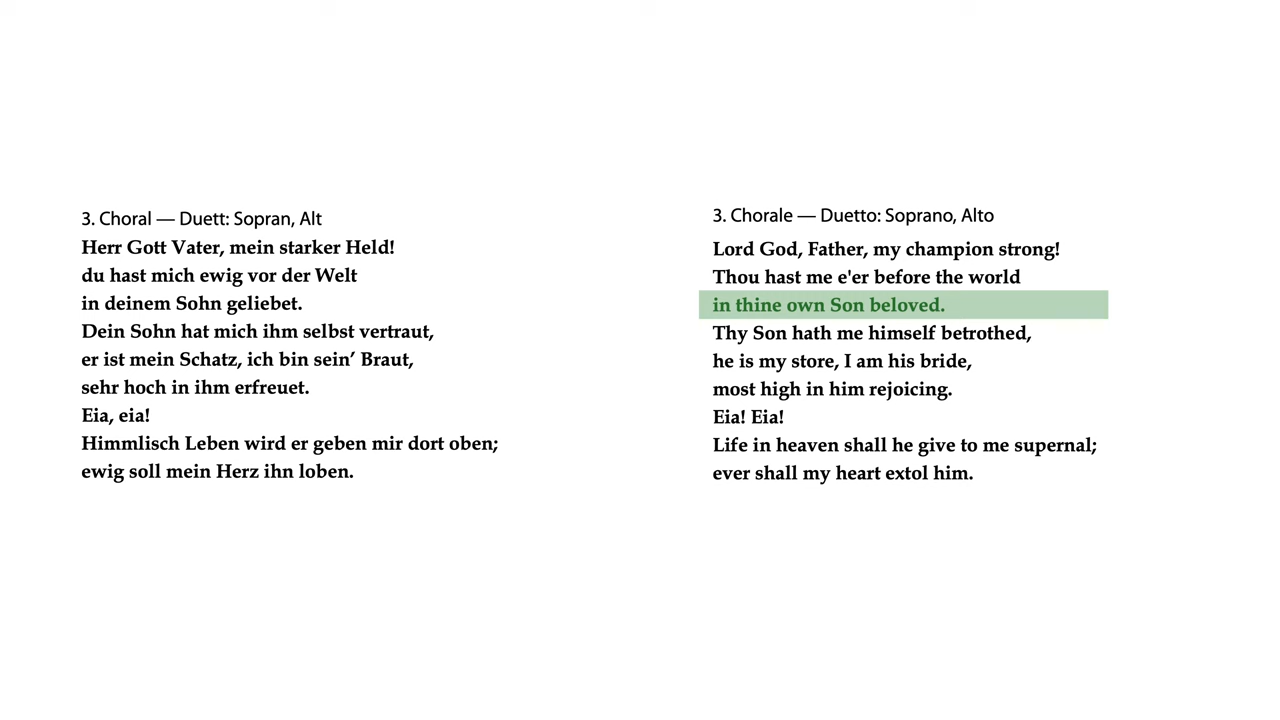 3. Choral — Duett: Sopran, Alt
Herr Gott Vater, mein starker Held!
du hast mich ewig vor der Welt
in deinem Sohn geliebet.
Dein Sohn hat mich ihm selbst vertraut,
er ist mein Schatz, ich bin sein’ Braut,
sehr hoch in ihm erfreuet.
Eia, eia!
Himmlisch Leben wird er geben mir dort oben;
ewig soll mein Herz ihn loben.
3. Chorale — Duetto: Soprano, Alto
Lord God, Father, my champion strong!
Thou hast me e'er before the world
in thine own Son beloved.
Thy Son hath me himself betrothed,
he is my store, I am his bride,
most high in him rejoicing.
Eia! Eia!
Life in heaven shall he give to me supernal;
ever shall my heart extol him.